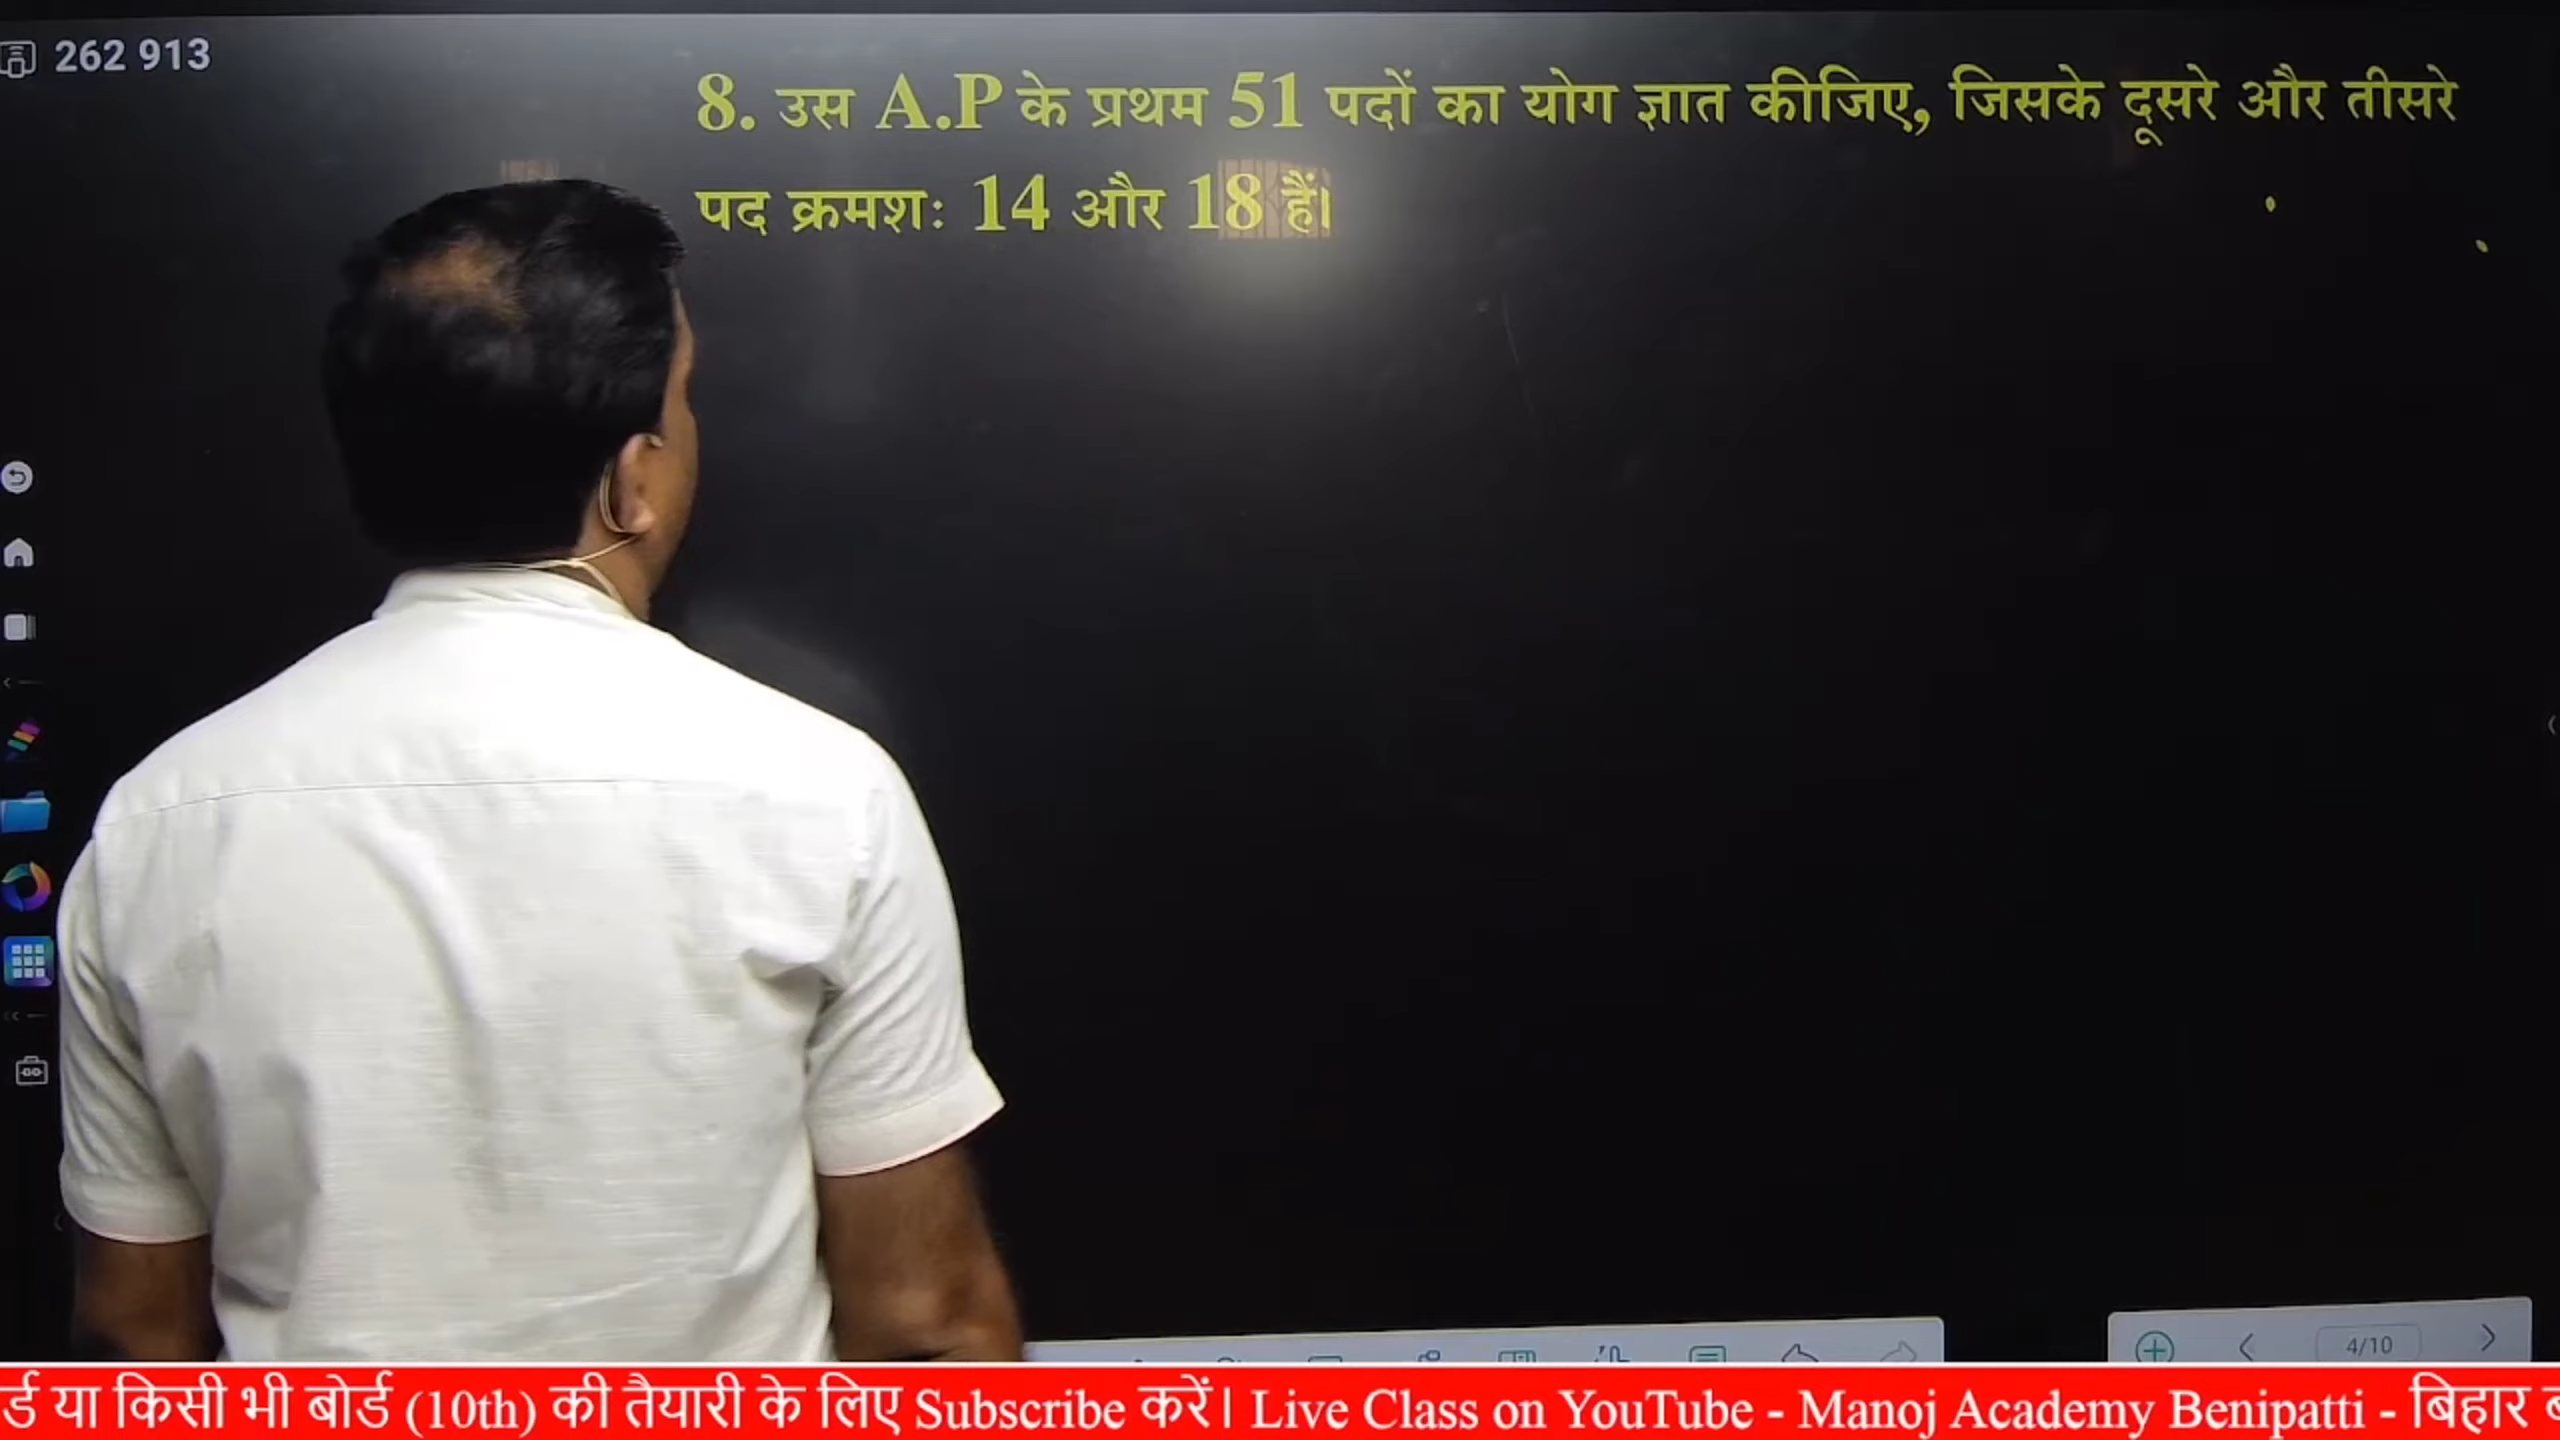 262 913
8. उस A.P के प्रथम 51 पदों का योग ज्ञात कीजिए, जिसके दूसरे और तीसरे
पद क्रमशः 14 और 18 हैं।
4/10
या किसी भी बोर्ड (10th) की तैयारी के लिए Subscribe करें। Live Class on YouTube - Manoj Academy Benipatti - बिहार